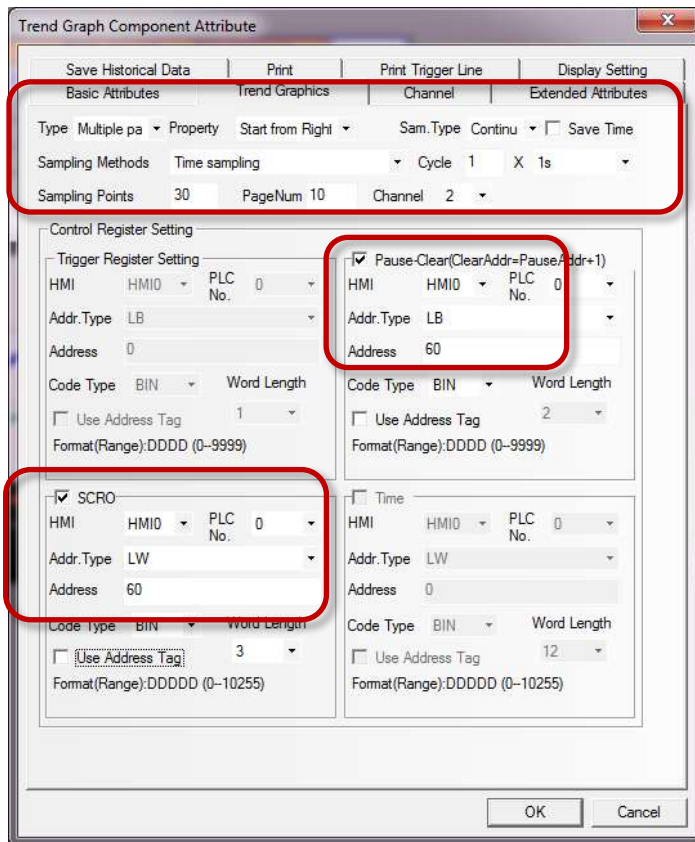 Trend Graph Component Attribute
Save Historical Data Print Print Trigger Line Display Setting
Basic Attributes Trend Graphics Channel Extended Attributes
Type Multiple pa Property Start from Right Sam.Type Continu Save Time
Sampling Methods Time sampling Cycle 1 X 1s
Sampling Points 30 PageNum 10 Channel 2
Control Register Setting
Trigger Register Setting
HMI HMI0 PLC No. 0
Addr.Type LB
Address 0
Code Type BIN Word Length
Use Address Tag 1
Format(Range):DDDD (0--9999)
Pause-Clear(ClearAddr=PauseAddr+1)
HMI HMI0 PLC No. 0
Addr.Type LB
Address 60
Code Type BIN Word Length
Use Address Tag 2
Format(Range):DDDD (0--9999)
SCRO
HMI HMI0 PLC No. 0
Addr.Type LW
Address 60
Code Type BIN Word Length
Use Address Tag 3
Format(Range):DDDDD (0--10255)
Time
HMI HMI0 PLC No. 0
Addr.Type LW
Address 0
Code Type BIN Word Length
Use Address Tag 12
Format(Range):DDDDD (0--10255)
OK Cancel